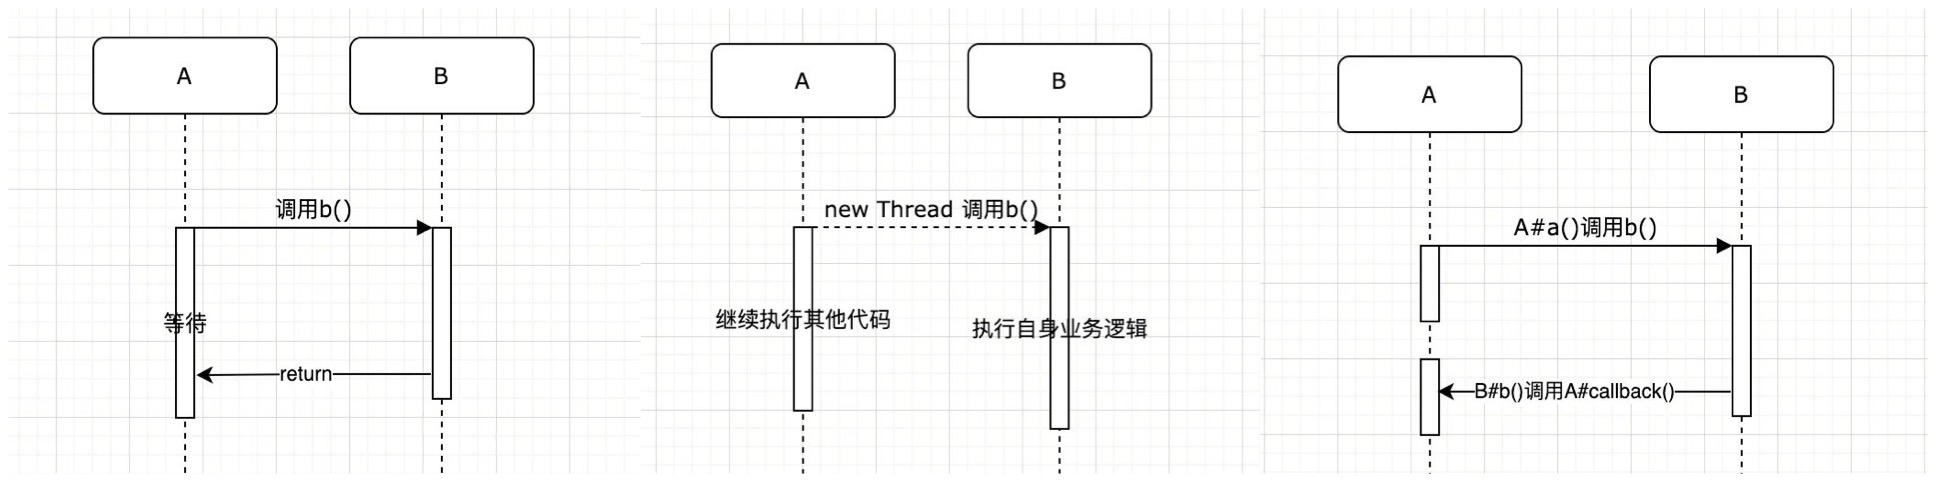 A
B
调用b()
等待
return
A
B
new Thread 调用b()
继续执行其他代码
执行自身业务逻辑
A
B
A#a()调用b()
B#b()调用A#callback()